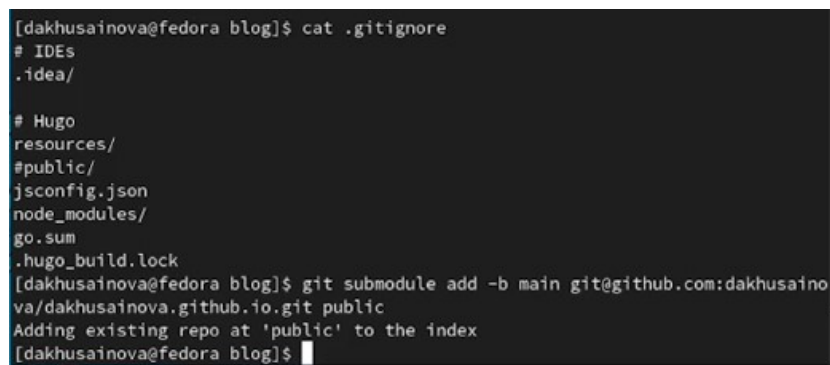 [dakhusainova@fedora blog]$ cat .gitignore
# IDEs
.idea/
# Hugo
resources/
#public/
jsconfig.json
node_modules/
go.sum
.hugo_build.lock
[dakhusainova@fedora blog]$ git submodule add -b main git@github.com:dakhusaino
va/dakhusainova.github.io.git public
Adding existing repo at 'public' to the index
[dakhusainova@fedora blog]$